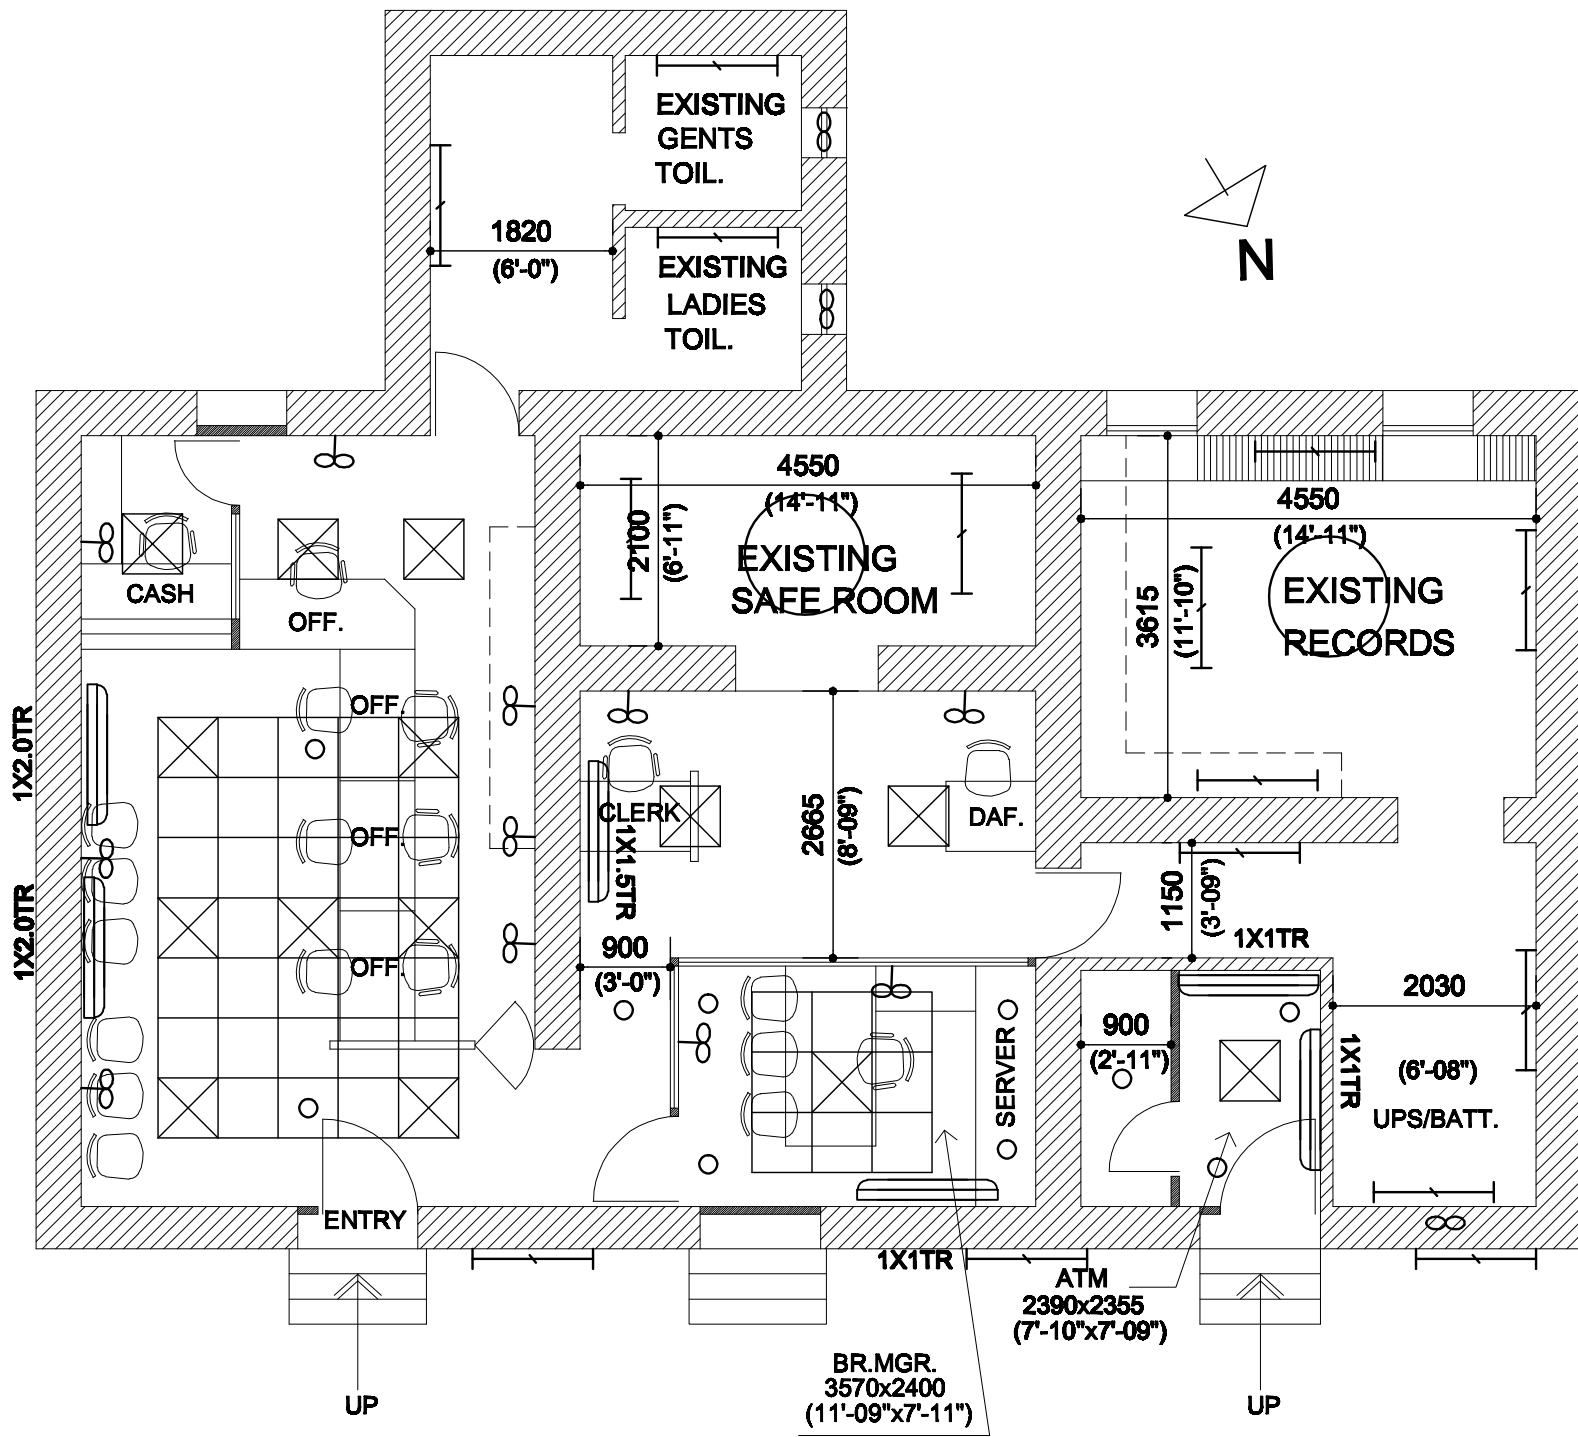 EXISTING
GENTS
TOIL.
1820
(6'-0")
EXISTING
LADIES
TOIL.
N
4550
(14'-11")
2100
(6'-11")
EXISTING
SAFE ROOM
4550
(14'-11")
3615
(11'-10")
EXISTING
RECORDS
CASH
OFF.
OFF.
OFF.
OFF.
1X2.0TR
1X2.0TR
CLERK
1X1.5TR
2665
(8'-09")
DAF.
900
(3'-0")
1150
(3'-09")
1X1TR
2030
(6'-08")
UPS/BATT.
900
(2'-11")
1X1TR
SERVER
ENTRY
1X1TR
ATM
2390x2355
(7'-10"x7'-09")
BR.MGR.
3570x2400
(11'-09"x7'-11")
UP
UP